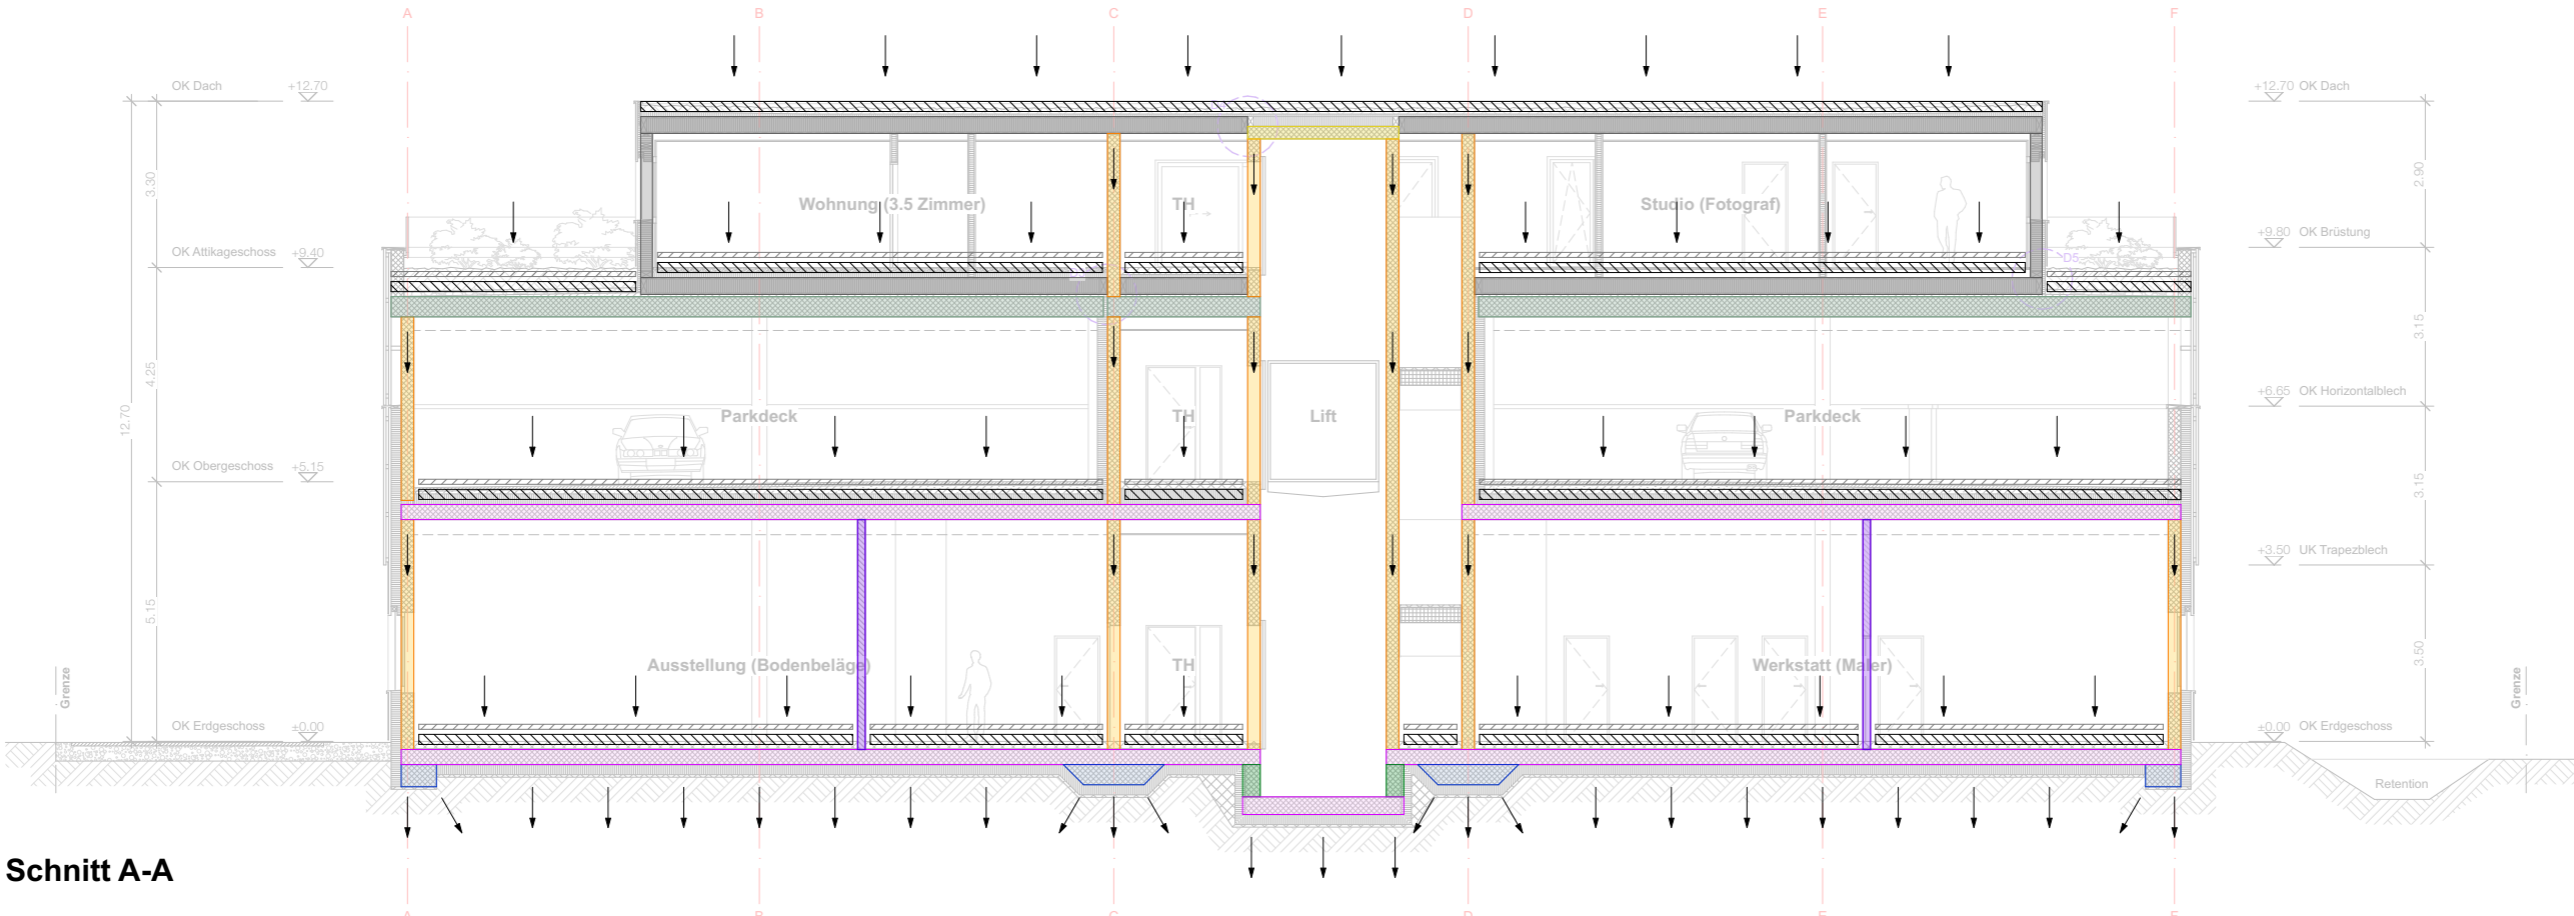 A B C D E F
OK Dach +12.70
+12.70 OK Dach
3.30
2.90
Wohnung (3.5 Zimmer)
TH
Studio (Fotograf)
OK Attikageschoss +9.40
+9.80 OK Brüstung
D5
12.70
4.25
3.15
+6.65 OK Horizontalblech
Parkdeck
TH
Lift
Parkdeck
OK Obergeschoss +5.15
3.15
+3.50 UK Trapezblech
5.15
3.50
Ausstellung (Bodenbeläge)
TH
Werkstatt (Maler)
Grenze
Grenze
OK Erdgeschoss ±0.00
±0.00 OK Erdgeschoss
Retention
Schnitt A-A
A B C D E F